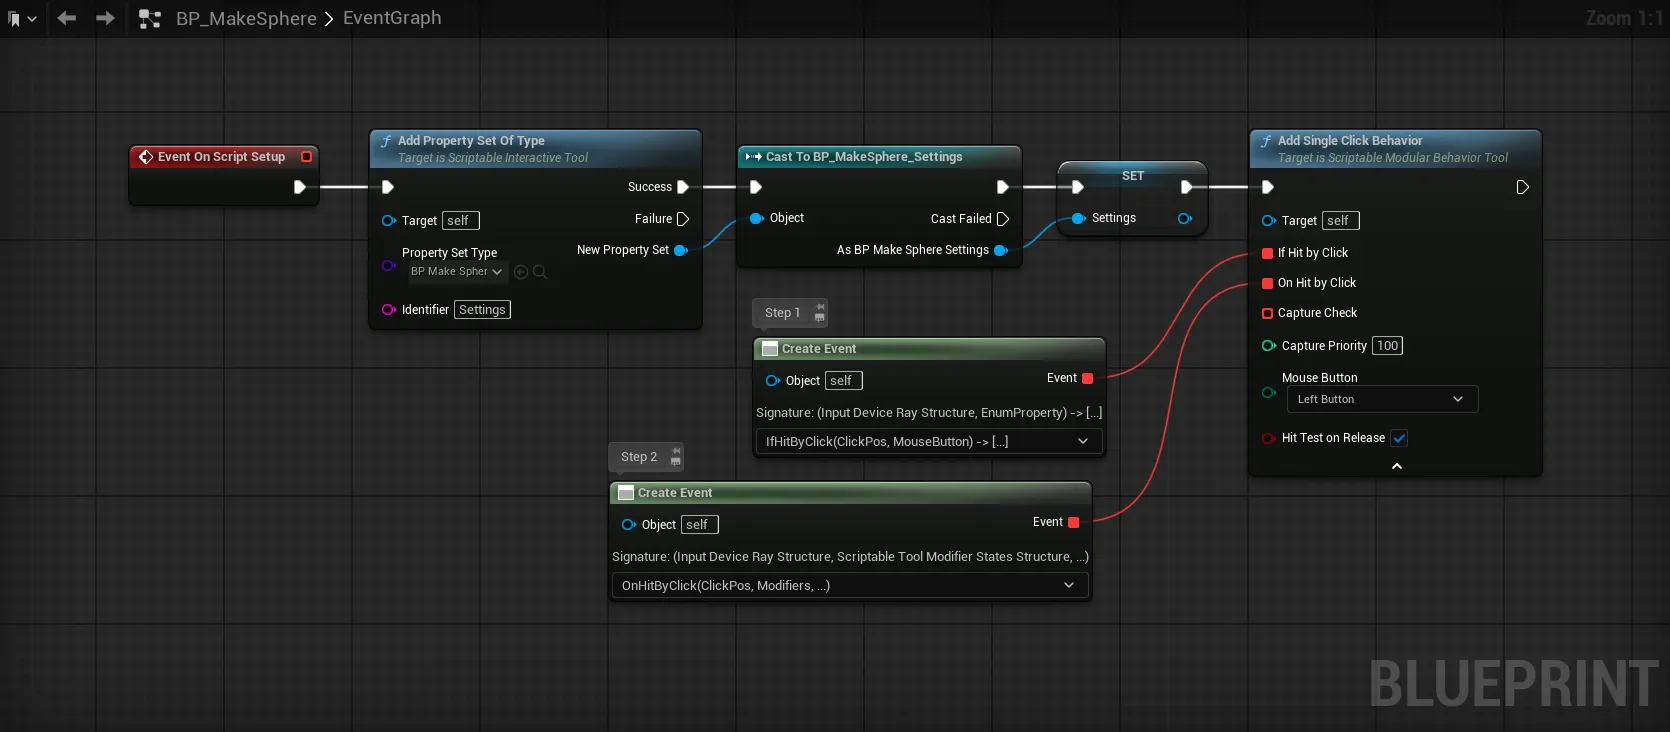 BP_MakeSphere > EventGraph
Zoom 1:1
Event On Script Setup
Add Property Set Of Type
Target is Scriptable Interactive Tool
Success
Target self
Failure
Property Set Type
New Property Set
BP Make Spher
Identifier Settings
Cast To BP_MakeSphere_Settings
Object
Cast Failed
As BP Make Sphere Settings
SET
Settings
Add Single Click Behavior
Target is Scriptable Modular Behavior Tool
Target self
If Hit by Click
On Hit by Click
Capture Check
Capture Priority 100
Mouse Button
Left Button
Hit Test on Release
Step 1
Create Event
Object self
Event
Signature: (Input Device Ray Structure, EnumProperty) -> [...]
IfHitByClick(ClickPos, MouseButton) -> [...]
Step 2
Create Event
Object self
Event
Signature: (Input Device Ray Structure, Scriptable Tool Modifier States Structure, ...)
OnHitByClick(ClickPos, Modifiers, ...)
BLUEPRINT